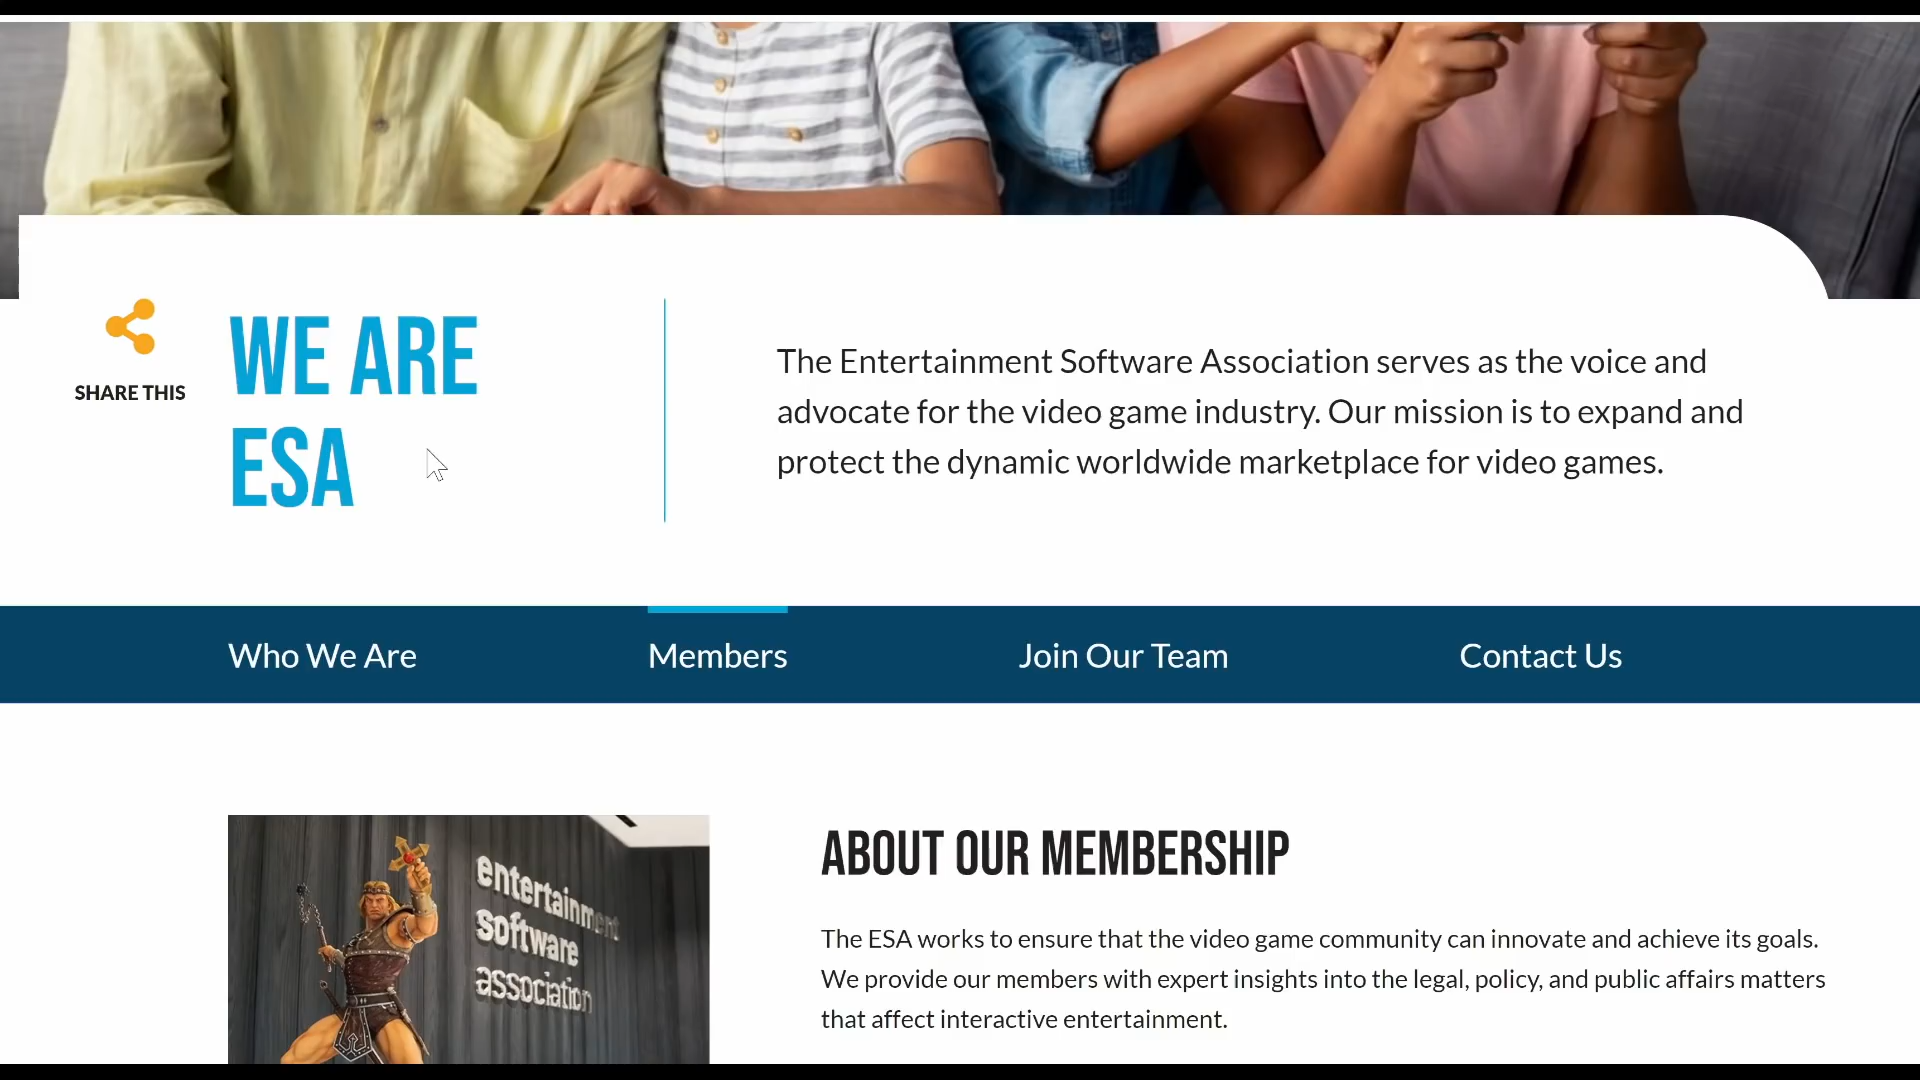 SHARE THIS
WE ARE
ESA
The Entertainment Software Association serves as the voice and
advocate for the video game industry. Our mission is to expand and
protect the dynamic worldwide marketplace for video games.
Who We Are
Members
Join Our Team
Contact Us
entertainment
software
association
ABOUT OUR MEMBERSHIP
The ESA works to ensure that the video game community can innovate and achieve its goals.
We provide our members with expert insights into the legal, policy, and public affairs matters
that affect interactive entertainment.